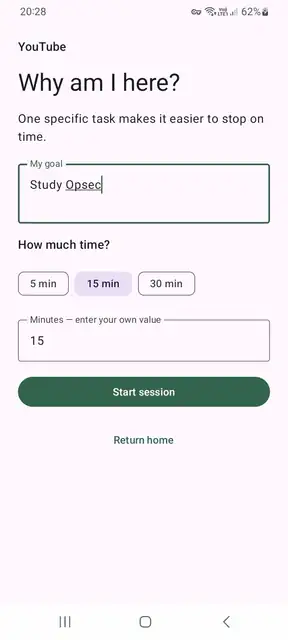 20:28
62%
YouTube
Why am I here?
One specific task makes it easier to stop on
time.
My goal
Study Opsec
How much time?
5 min
15 min
30 min
Minutes — enter your own value
15
Start session
Return home